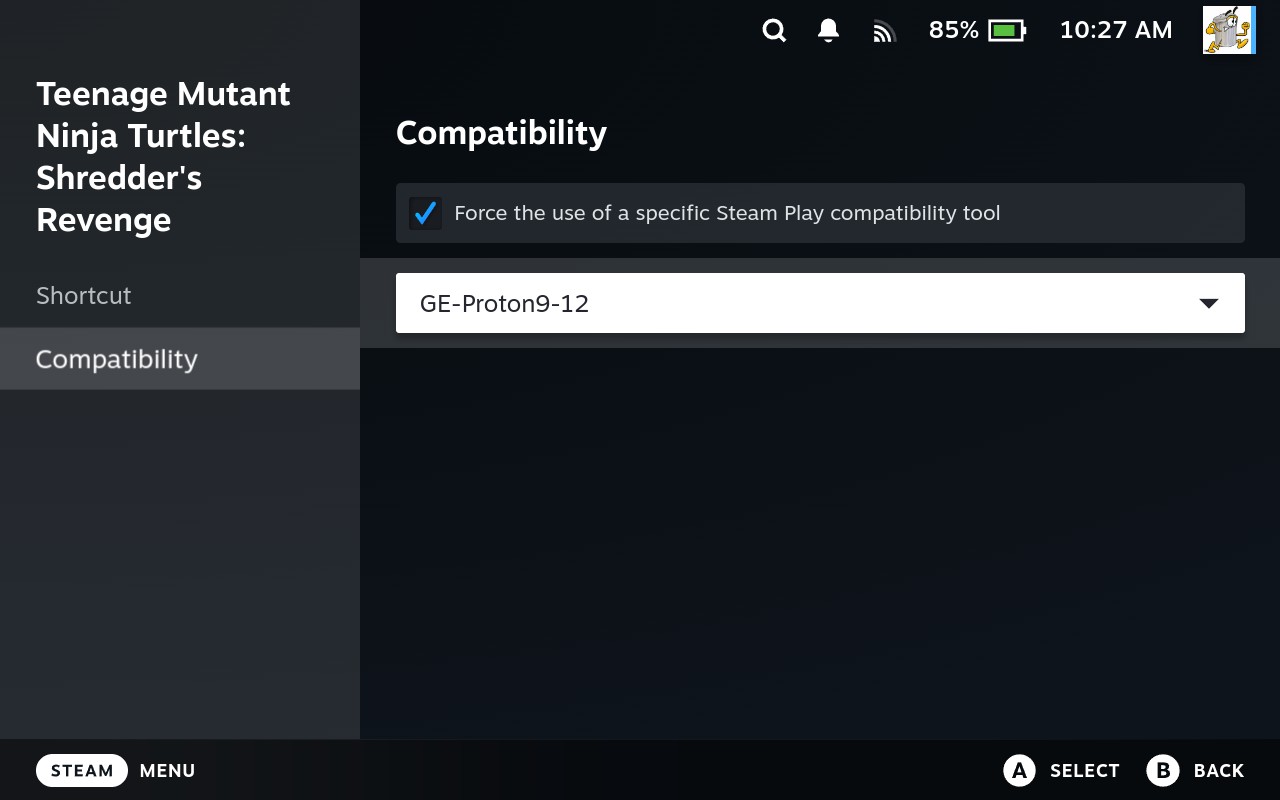 85%
10:27 AM
Teenage Mutant
Ninja Turtles:
Shredder's
Revenge
Shortcut
Compatibility
Compatibility
Force the use of a specific Steam Play compatibility tool
GE-Proton9-12
STEAM MENU
A SELECT B BACK